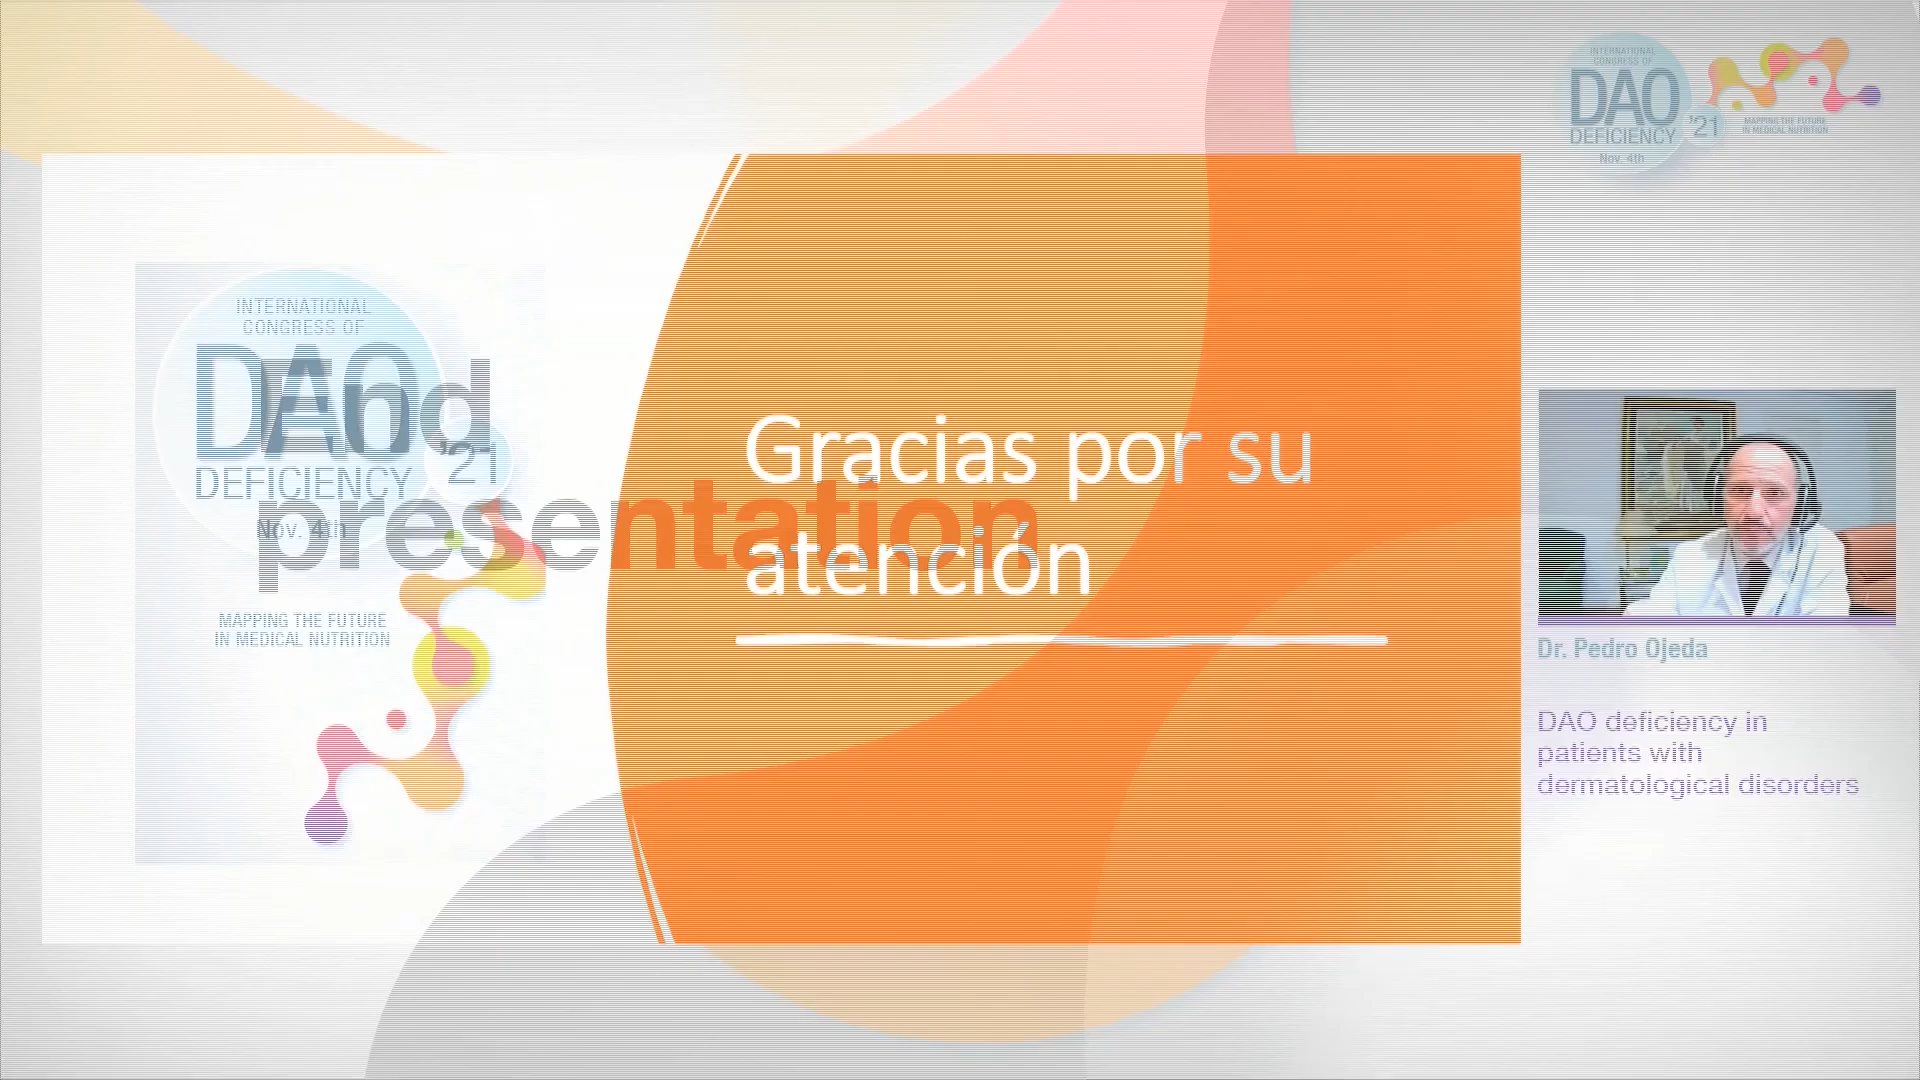 INTERNATIONAL
CONGRESS OF
DAO
DEFICIENCY '21
Nov. 4th
MAPPING THE FUTURE
IN MEDICAL NUTRITION
INTERNATIONAL
CONGRESS OF
DAO
'21
DEFICIENCY
Nov. 4th
MAPPING THE FUTURE
IN MEDICAL NUTRITION
End
presentation
Gracias por su
atención
Dr. Pedro Ojeda
DAO deficiency in
patients with
dermatological disorders